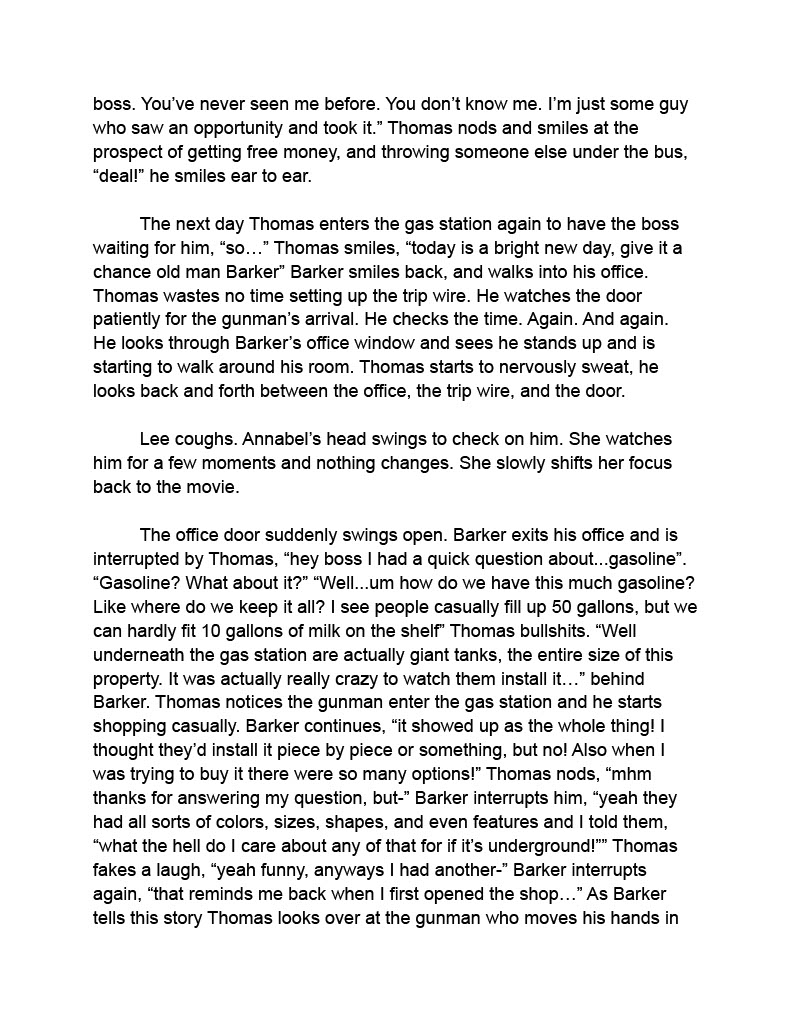 boss. You’ve never seen me before. You don’t know me. I’m just some guy
who saw an opportunity and took it.” Thomas nods and smiles at the
prospect of getting free money, and throwing someone else under the bus,
“deal!” he smiles ear to ear.
The next day Thomas enters the gas station again to have the boss
waiting for him, “so…” Thomas smiles, “today is a bright new day, give it a
chance old man Barker” Barker smiles back, and walks into his office.
Thomas wastes no time setting up the trip wire. He watches the door
patiently for the gunman’s arrival. He checks the time. Again. And again.
He looks through Barker’s office window and sees he stands up and is
starting to walk around his room. Thomas starts to nervously sweat, he
looks back and forth between the office, the trip wire, and the door.
Lee coughs. Annabel’s head swings to check on him. She watches
him for a few moments and nothing changes. She slowly shifts her focus
back to the movie.
The office door suddenly swings open. Barker exits his office and is
interrupted by Thomas, “hey boss I had a quick question about...gasoline”.
“Gasoline? What about it?” “Well...um how do we have this much gasoline?
Like where do we keep it all? I see people casually fill up 50 gallons, but we
can hardly fit 10 gallons of milk on the shelf” Thomas bullshits. “Well
underneath the gas station are actually giant tanks, the entire size of this
property. It was actually really crazy to watch them install it…” behind
Barker. Thomas notices the gunman enter the gas station and he starts
shopping casually. Barker continues, “it showed up as the whole thing! I
thought they’d install it piece by piece or something, but no! Also when I
was trying to buy it there were so many options!” Thomas nods, “mhm
thanks for answering my question, but-” Barker interrupts him, “yeah they
had all sorts of colors, sizes, shapes, and even features and I told them,
“what the hell do I care about any of that for if it’s underground!”” Thomas
fakes a laugh, “yeah funny, anyways I had another-” Barker interrupts
again, “that reminds me back when I first opened the shop…” As Barker
tells this story Thomas looks over at the gunman who moves his hands in